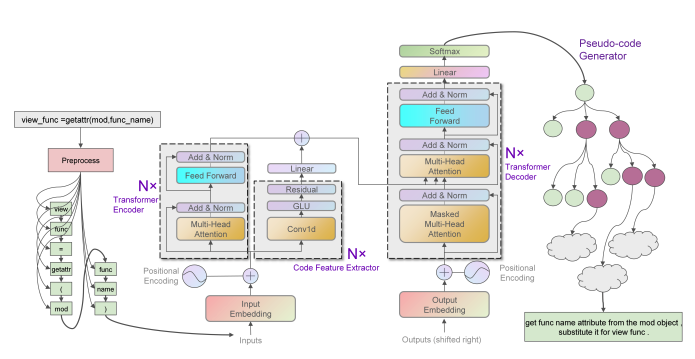 view_func =getattr(mod,func_name)
Preprocess
view
func
=
getattr
(
mod
func
name
)
N×
Transformer
Encoder
Add & Norm
Feed Forward
Add & Norm
Multi-Head
Attention
Positional
Encoding
Input
Embedding
Inputs
Linear
Residual
GLU
Conv1d
N×
Code Feature Extractor
Softmax
Linear
Add & Norm
Feed
Forward
Add & Norm
Multi-Head
Attention
Add & Norm
Masked
Multi-Head
Attention
N×
Transformer
Decoder
Positional
Encoding
Output
Embedding
Outputs (shifted right)
Pseudo-code
Generator
get func name attribute from the mod object ,
substitute it for view func .